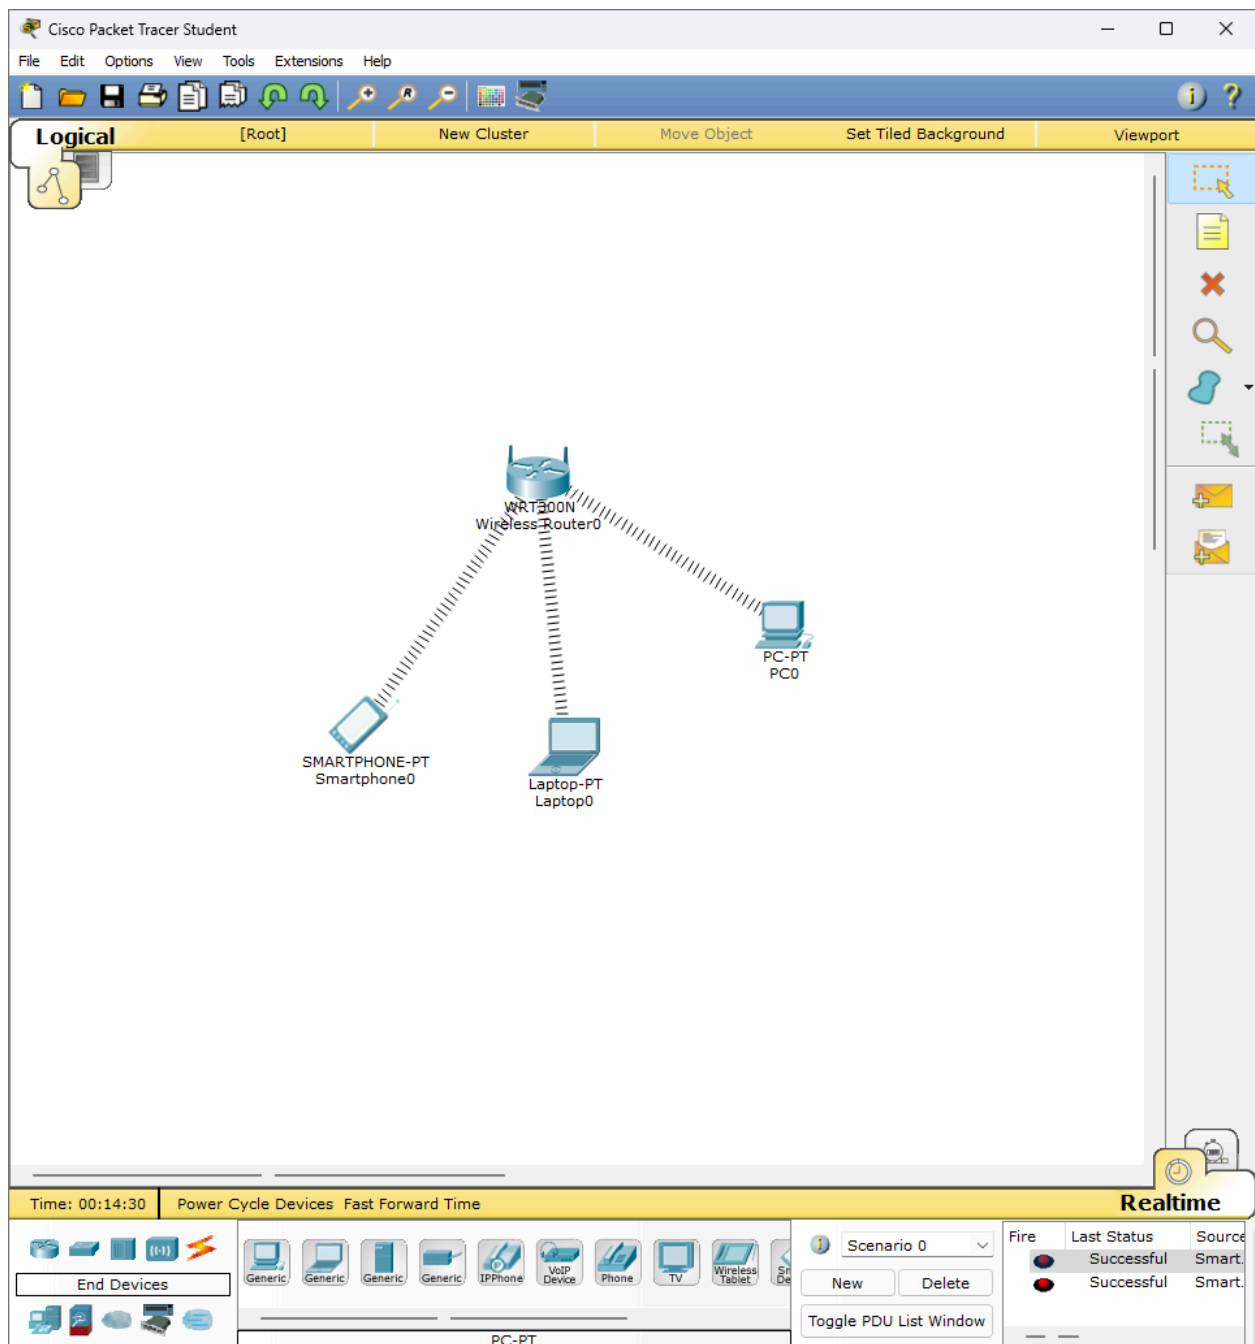 Cisco Packet Tracer Student
File Edit Options View Tools Extensions Help
Logical [Root] New Cluster Move Object Set Tiled Background Viewport
WRT300N
Wireless Router0
PC-PT
PC0
SMARTPHONE-PT
Smartphone0
Laptop-PT
Laptop0
Time: 00:14:30 Power Cycle Devices Fast Forward Time Realtime
End Devices
Generic Generic Generic Generic IPPhone VoIP Device Phone TV Wireless Tablet
PC-PT
Scenario 0
New Delete
Toggle PDU List Window
Fire Last Status Source
Successful Smart.
Successful Smart.